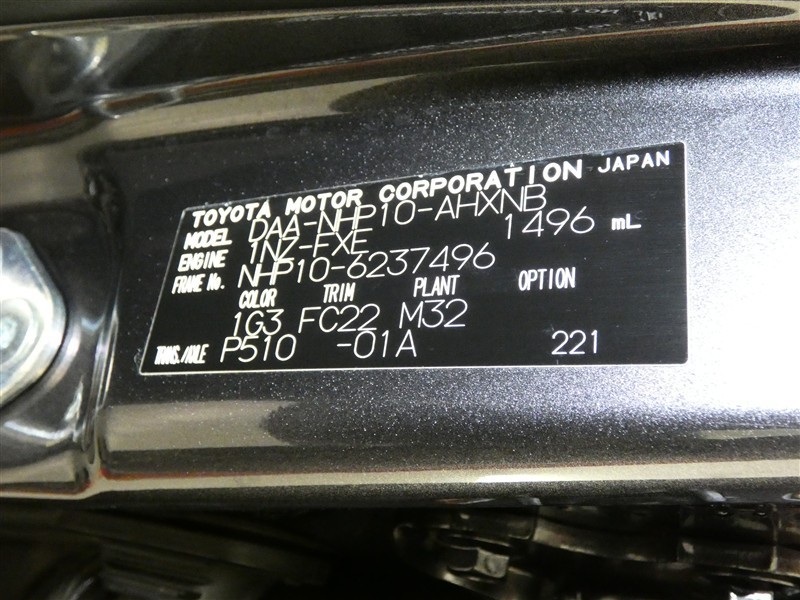 TOYOTA MOTOR CORPORATION JAPAN
MODEL DAA-NHP10-AHXNB
ENGINE 1NZ-FXE 1496 mL
FRAME No. NHP10-6237496
COLOR TRIM PLANT OPTION
1G3 FC22 M32
TRANS./AXLE P510 -01A 221